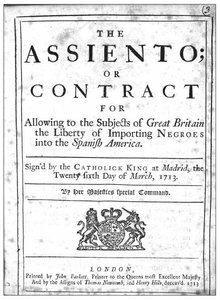 THE
ASSIENTO;
OR
CONTRACT
FOR
Allowing to the Subjects of Great Britain
the Liberty of Importing NEGROES
into the Spanish America.
Sign'd by the CATHOLICK KING at Madrid, the
Twenty sixth Day of March, 1713.
By Her Majesties special Command.
LONDON,
Printed by John Baskett, Printer to the Queens most Excellent Majesty
And by the Assigns of Thomas Newcomb, and Henry Hills, deceas'd. 1713